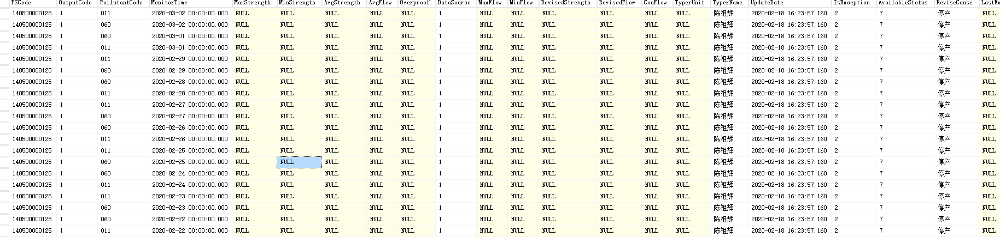 PSCode OutputCode PollutantCode MonitorTime MaxStrength MinStrength AvgStrength AvgFlow Overproof DataSource MaxFlow MinFlow RevisedStrength RevisedFlow CouFlow TyperUnit TyperName UpdateDate IsException AvailableStatus ReviseCause LastEx
140500000125 1 011 2020-03-02 00:00:00.000 NULL NULL NULL NULL NULL 1 NULL NULL NULL NULL NULL NULL 陈祖辉 2020-02-18 16:23:57.160 2 7 停产 NULL
140500000125 1 060 2020-03-02 00:00:00.000 NULL NULL NULL NULL NULL 1 NULL NULL NULL NULL NULL NULL 陈祖辉 2020-02-18 16:23:57.160 2 7 停产 NULL
140500000125 1 060 2020-03-01 00:00:00.000 NULL NULL NULL NULL NULL 1 NULL NULL NULL NULL NULL NULL 陈祖辉 2020-02-18 16:23:57.160 2 7 停产 NULL
140500000125 1 011 2020-03-01 00:00:00.000 NULL NULL NULL NULL NULL 1 NULL NULL NULL NULL NULL NULL 陈祖辉 2020-02-18 16:23:57.160 2 7 停产 NULL
140500000125 1 011 2020-02-29 00:00:00.000 NULL NULL NULL NULL NULL 1 NULL NULL NULL NULL NULL NULL 陈祖辉 2020-02-18 16:23:57.160 2 7 停产 NULL
140500000125 1 060 2020-02-29 00:00:00.000 NULL NULL NULL NULL NULL 1 NULL NULL NULL NULL NULL NULL 陈祖辉 2020-02-18 16:23:57.160 2 7 停产 NULL
140500000125 1 060 2020-02-28 00:00:00.000 NULL NULL NULL NULL NULL 1 NULL NULL NULL NULL NULL NULL 陈祖辉 2020-02-18 16:23:57.160 2 7 停产 NULL
140500000125 1 011 2020-02-28 00:00:00.000 NULL NULL NULL NULL NULL 1 NULL NULL NULL NULL NULL NULL 陈祖辉 2020-02-18 16:23:57.160 2 7 停产 NULL
140500000125 1 011 2020-02-27 00:00:00.000 NULL NULL NULL NULL NULL 1 NULL NULL NULL NULL NULL NULL 陈祖辉 2020-02-18 16:23:57.160 2 7 停产 NULL
140500000125 1 060 2020-02-27 00:00:00.000 NULL NULL NULL NULL NULL 1 NULL NULL NULL NULL NULL NULL 陈祖辉 2020-02-18 16:23:57.160 2 7 停产 NULL
140500000125 1 060 2020-02-26 00:00:00.000 NULL NULL NULL NULL NULL 1 NULL NULL NULL NULL NULL NULL 陈祖辉 2020-02-18 16:23:57.160 2 7 停产 NULL
140500000125 1 011 2020-02-26 00:00:00.000 NULL NULL NULL NULL NULL 1 NULL NULL NULL NULL NULL NULL 陈祖辉 2020-02-18 16:23:57.160 2 7 停产 NULL
140500000125 1 011 2020-02-25 00:00:00.000 NULL NULL NULL NULL NULL 1 NULL NULL NULL NULL NULL NULL 陈祖辉 2020-02-18 16:23:57.160 2 7 停产 NULL
140500000125 1 060 2020-02-25 00:00:00.000 NULL NULL NULL NULL NULL 1 NULL NULL NULL NULL NULL NULL 陈祖辉 2020-02-18 16:23:57.160 2 7 停产 NULL
140500000125 1 060 2020-02-24 00:00:00.000 NULL NULL NULL NULL NULL 1 NULL NULL NULL NULL NULL NULL 陈祖辉 2020-02-18 16:23:57.160 2 7 停产 NULL
140500000125 1 011 2020-02-24 00:00:00.000 NULL NULL NULL NULL NULL 1 NULL NULL NULL NULL NULL NULL 陈祖辉 2020-02-18 16:23:57.160 2 7 停产 NULL
140500000125 1 011 2020-02-23 00:00:00.000 NULL NULL NULL NULL NULL 1 NULL NULL NULL NULL NULL NULL 陈祖辉 2020-02-18 16:23:57.160 2 7 停产 NULL
140500000125 1 060 2020-02-23 00:00:00.000 NULL NULL NULL NULL NULL 1 NULL NULL NULL NULL NULL NULL 陈祖辉 2020-02-18 16:23:57.160 2 7 停产 NULL
140500000125 1 060 2020-02-22 00:00:00.000 NULL NULL NULL NULL NULL 1 NULL NULL NULL NULL NULL NULL 陈祖辉 2020-02-18 16:23:57.160 2 7 停产 NULL
140500000125 1 011 2020-02-22 00:00:00.000 NULL NULL NULL NULL NULL 1 NULL NULL NULL NULL NULL NULL 陈祖辉 2020-02-18 16:23:57.160 2 7 停产 NULL